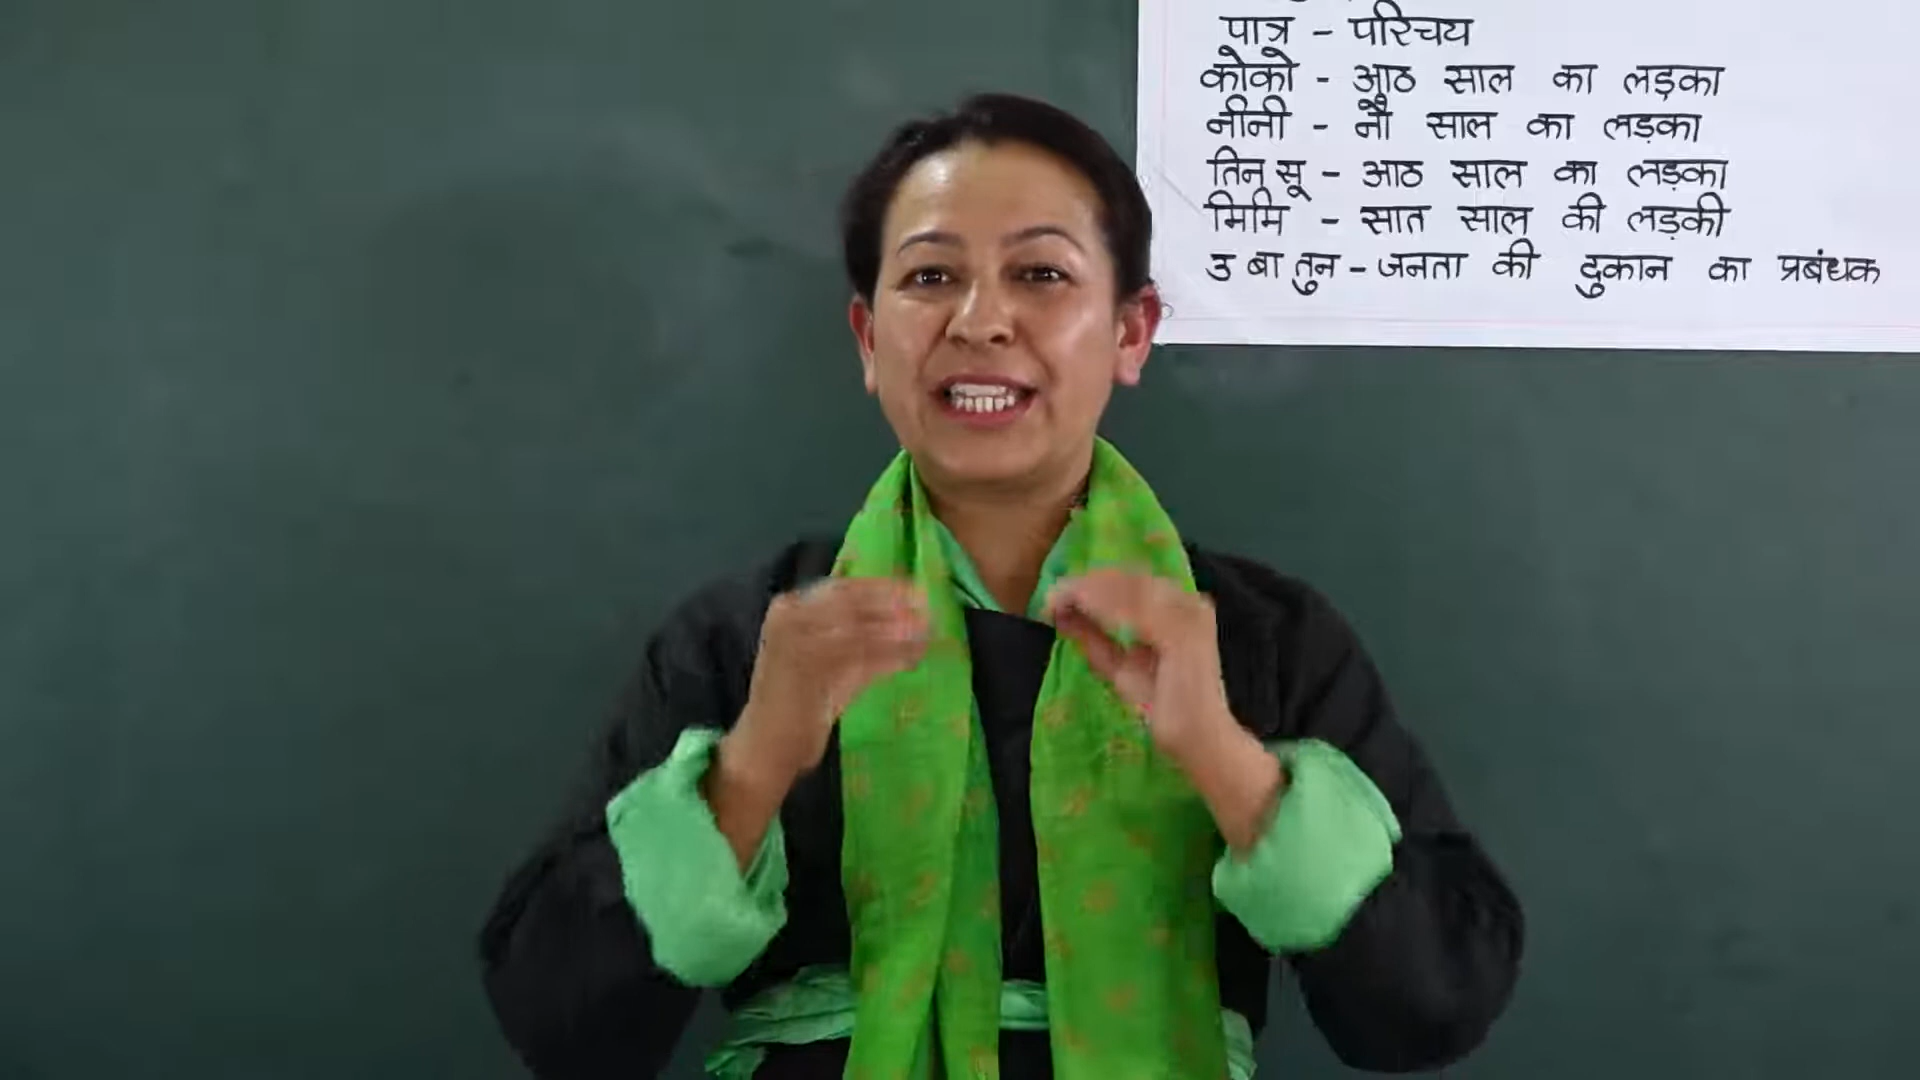 पात्र - परिचय
कोको - आठ साल का लड़का
नीनी - नौ साल का लड़का
तिन सू - आठ साल का लड़का
मिमि - सात साल की लड़की
उ बा तुन - जनता की दुकान का प्रबंधक